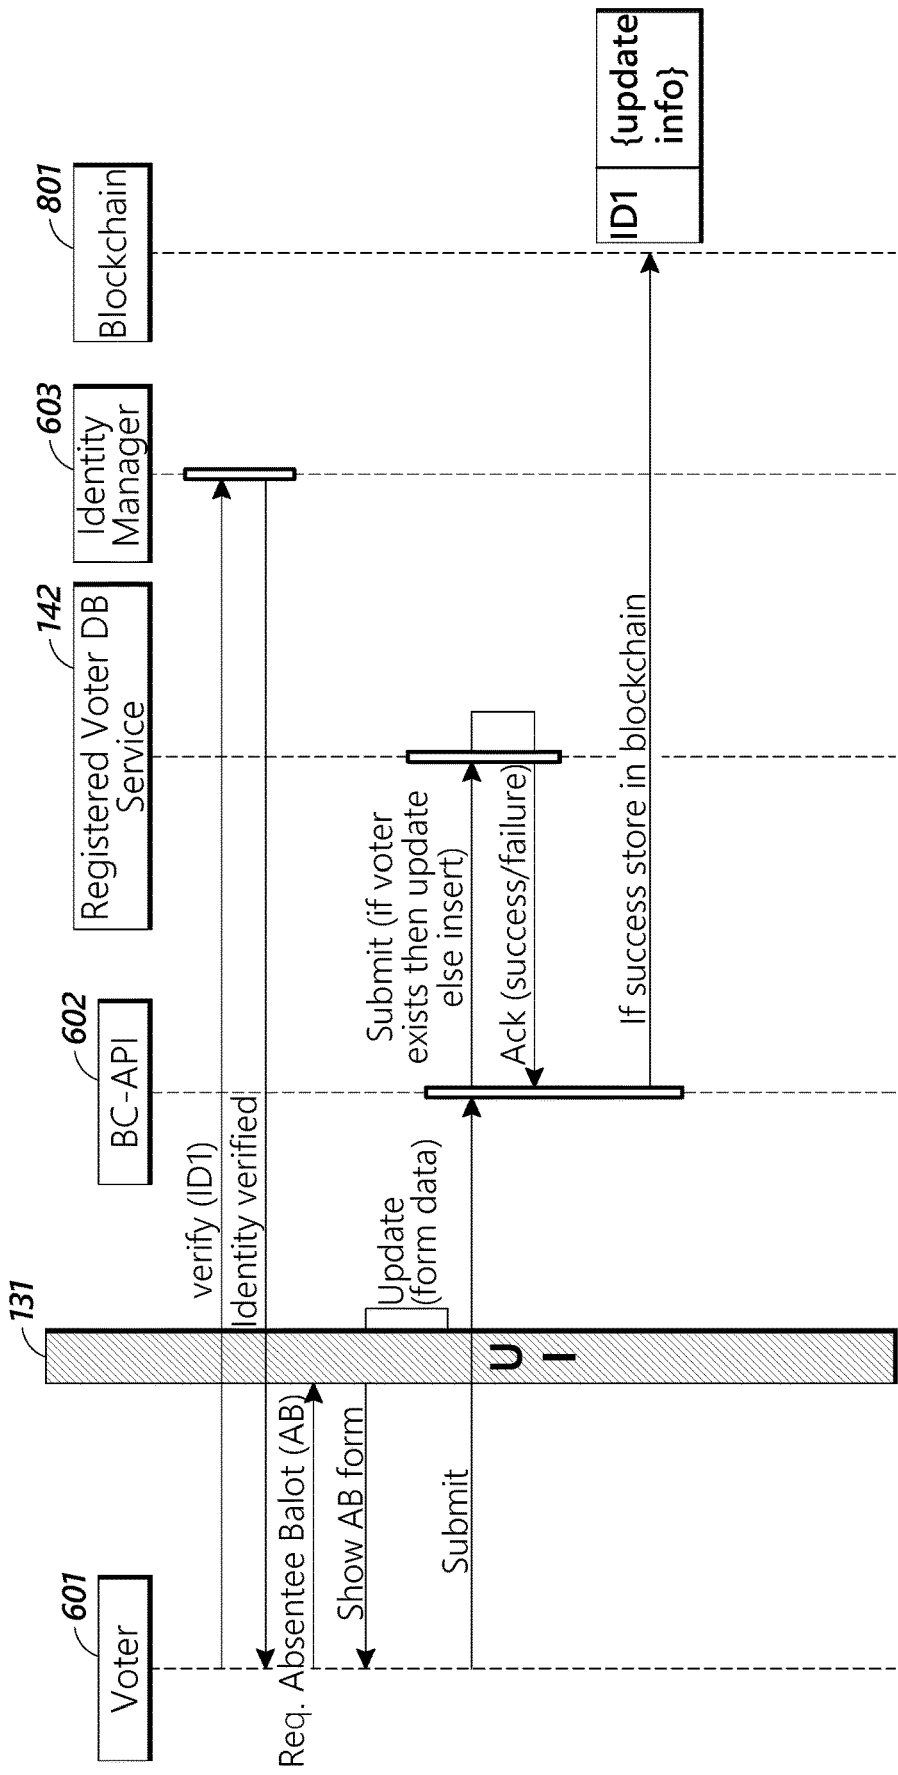 601
Voter
131
602
BC-API
142
Registered Voter DB
Service
603
Identity
Manager
801
Blockchain
verify (ID1)
Identity verified
Req. Absentee Balot (AB)
Show AB form
Update
(form data)
Submit
U
I
Submit (if voter
exists then update
else insert)
Ack (success/failure)
If success store in blockchain
ID1
{update
info}